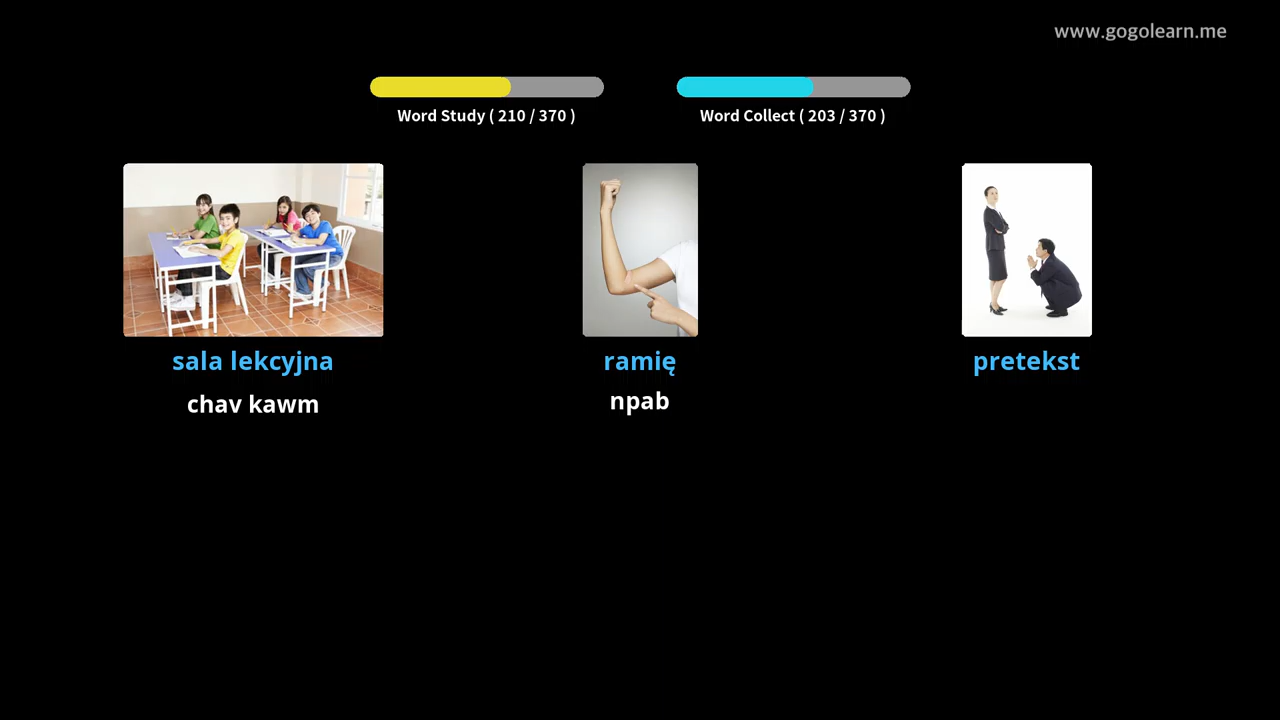 www.gogolearn.me
Word Study ( 210 / 370 )
Word Collect ( 203 / 370 )
sala lekcyjna
ramię
pretekst
chav kawm
npab